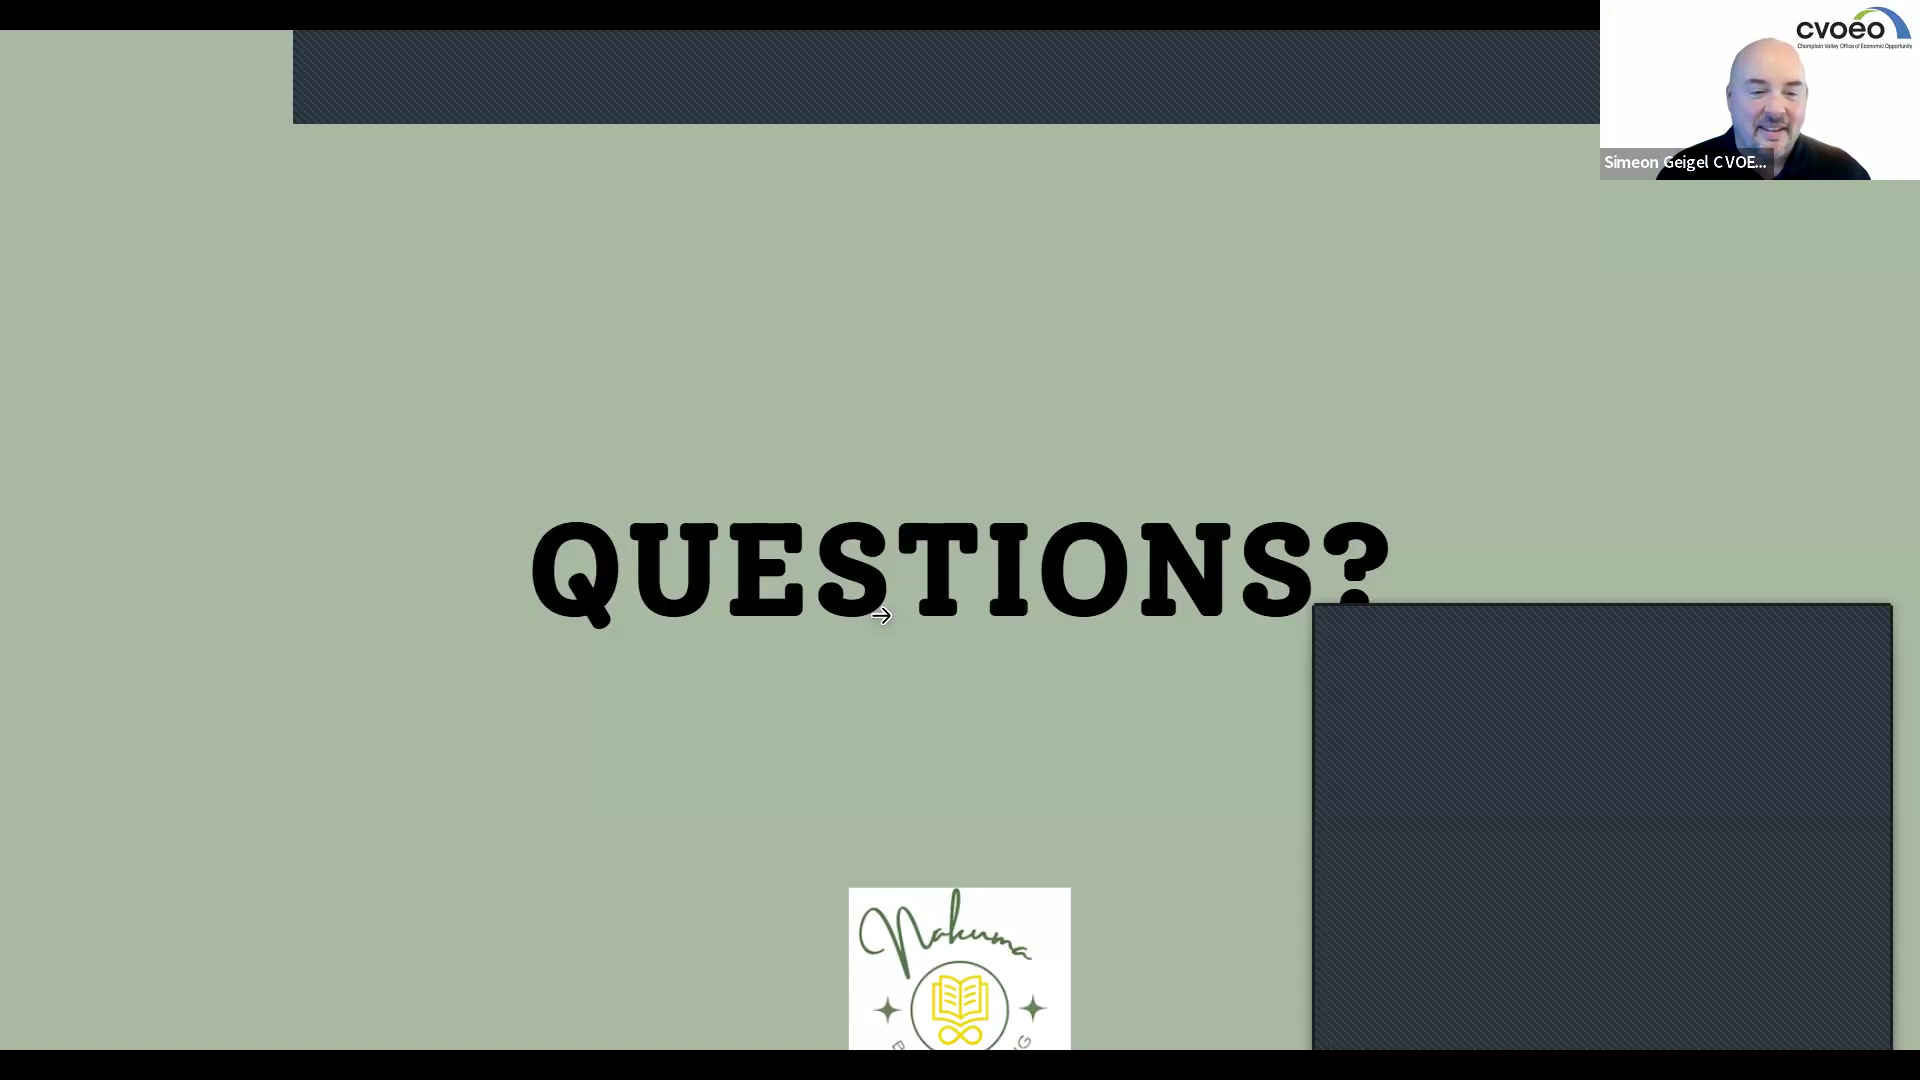 cvoeo
Champlain Valley Office of Economic Opportunity
Simeon Geigel CVOE...
QUESTIONS?
Nakuma